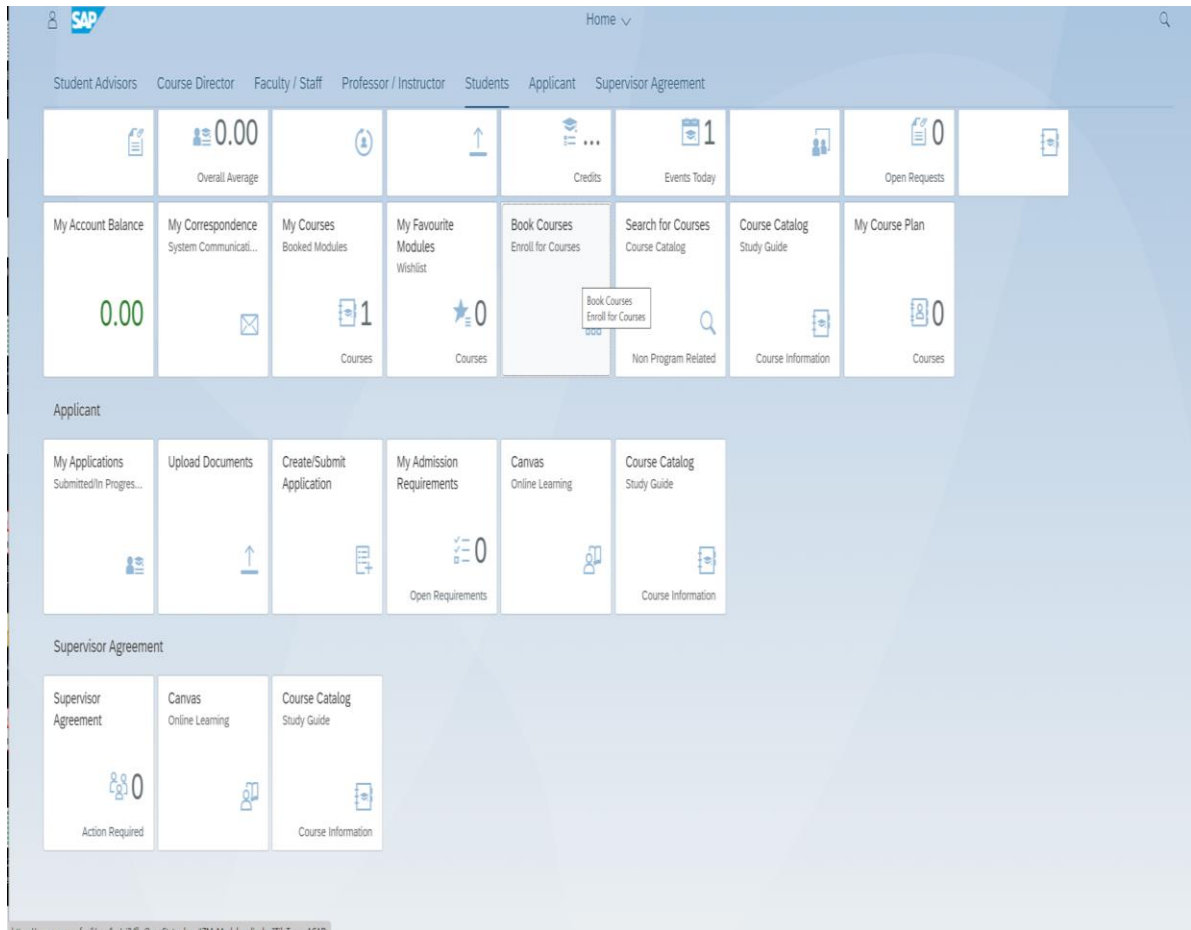 SAP
Home
Student Advisors Course Director Faculty / Staff Professor / Instructor Students Applicant Supervisor Agreement
0.00
Overall Average
...
Credits
1
Events Today
0
Open Requests
My Account Balance
0.00
My Correspondence
System Communicati...
My Courses
Booked Modules
1
Courses
My Favourite
Modules
Wishlist
0
Courses
Book Courses
Enroll for Courses
Book Courses
Enroll for Courses
Search for Courses
Course Catalog
Non Program Related
Course Catalog
Study Guide
Course Information
My Course Plan
0
Courses
Applicant
My Applications
Submitted/In Progres...
Upload Documents
Create/Submit
Application
My Admission
Requirements
0
Open Requirements
Canvas
Online Learning
Course Catalog
Study Guide
Course Information
Supervisor Agreement
Supervisor
Agreement
0
Action Required
Canvas
Online Learning
Course Catalog
Study Guide
Course Information